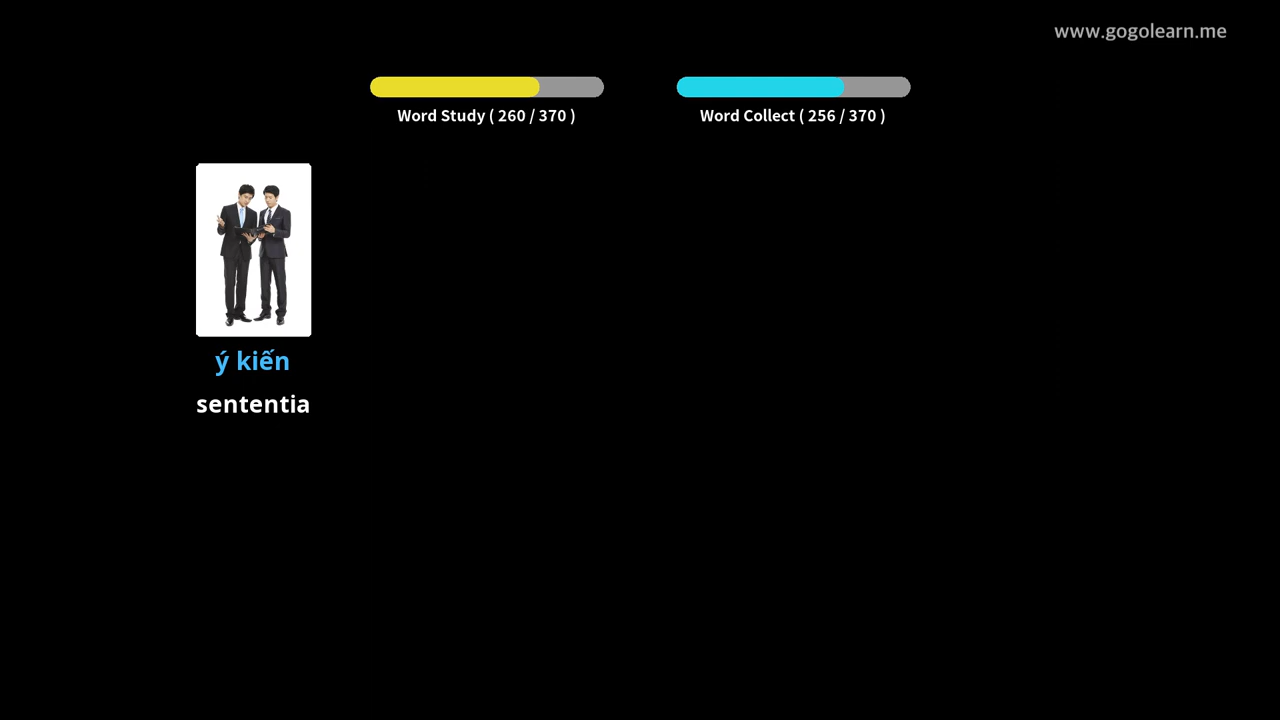 www.gogolearn.me
Word Study ( 260 / 370 )
Word Collect ( 256 / 370 )
ý kiến
sententia